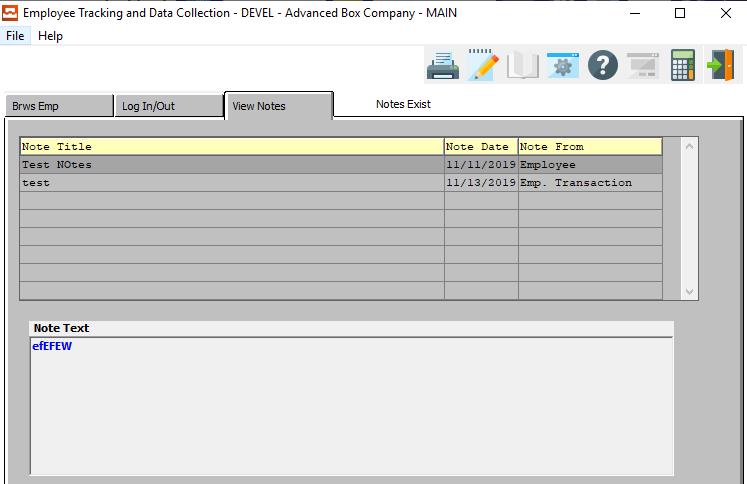 Employee Tracking and Data Collection - DEVEL - Advanced Box Company - MAIN
File Help
Brws Emp Log In/Out View Notes Notes Exist
Note Title Note Date Note From
Test NOtes 11/11/2019 Employee
test 11/13/2019 Emp. Transaction
Note Text
efEFEW